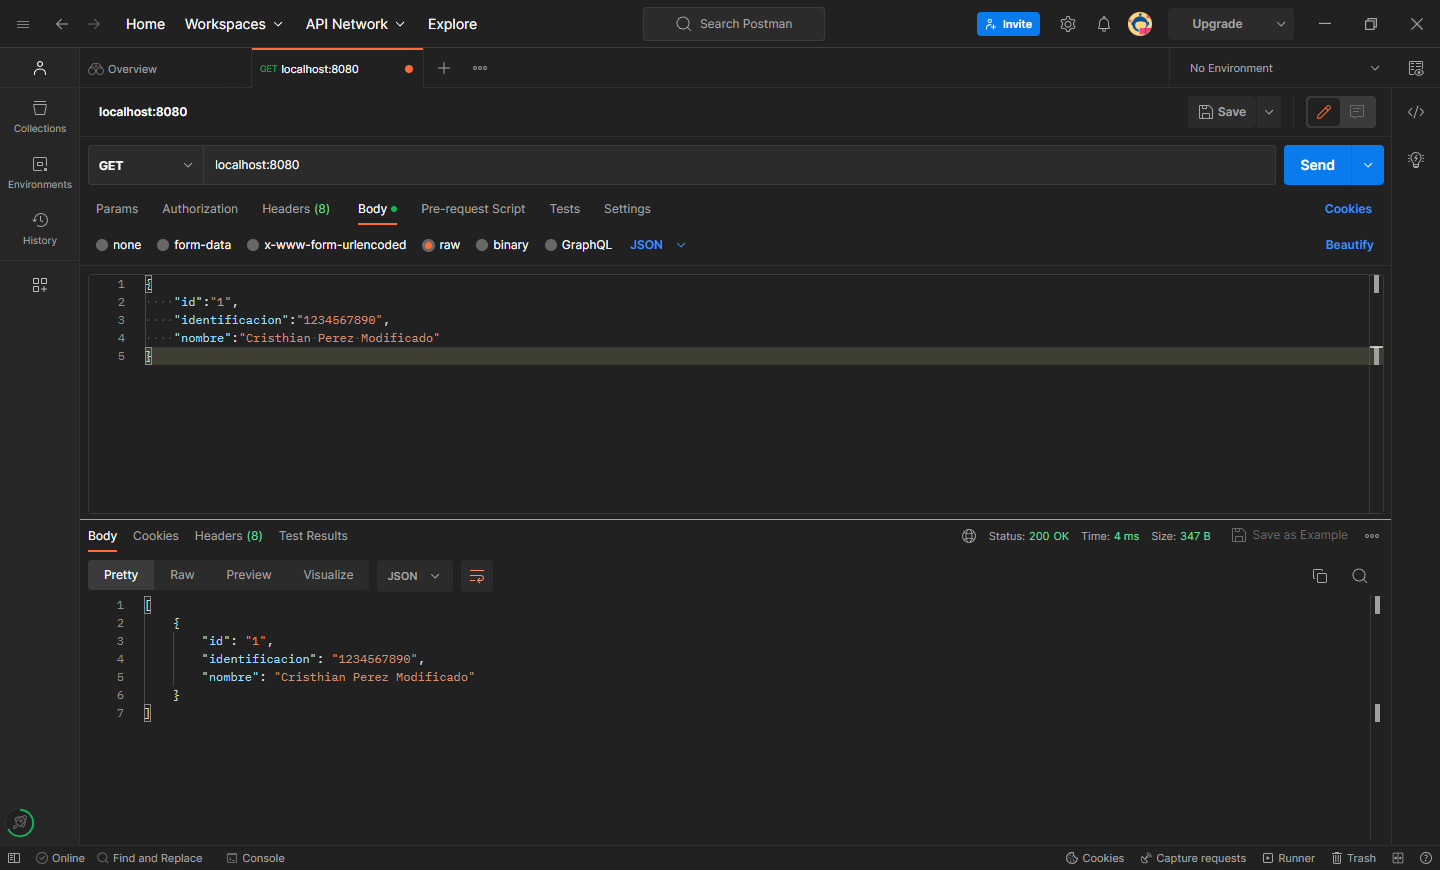 Home Workspaces API Network Explore Search Postman Invite Upgrade
Overview GET localhost:8080 No Environment
localhost:8080 Save
Collections
GET localhost:8080 Send
Environments
Params Authorization Headers (8) Body Pre-request Script Tests Settings Cookies
History
none form-data x-www-form-urlencoded raw binary GraphQL JSON Beautify
1 {
2 "id":"1",
3 "identificacion":"1234567890",
4 "nombre":"Cristhian Perez Modificado"
5 }
Body Cookies Headers (8) Test Results Status: 200 OK Time: 4 ms Size: 347 B Save as Example
Pretty Raw Preview Visualize JSON
1 [
2 {
3 "id": "1",
4 "identificacion": "1234567890",
5 "nombre": "Cristhian Perez Modificado"
6 }
7 ]
Online Find and Replace Console Cookies Capture requests Runner Trash